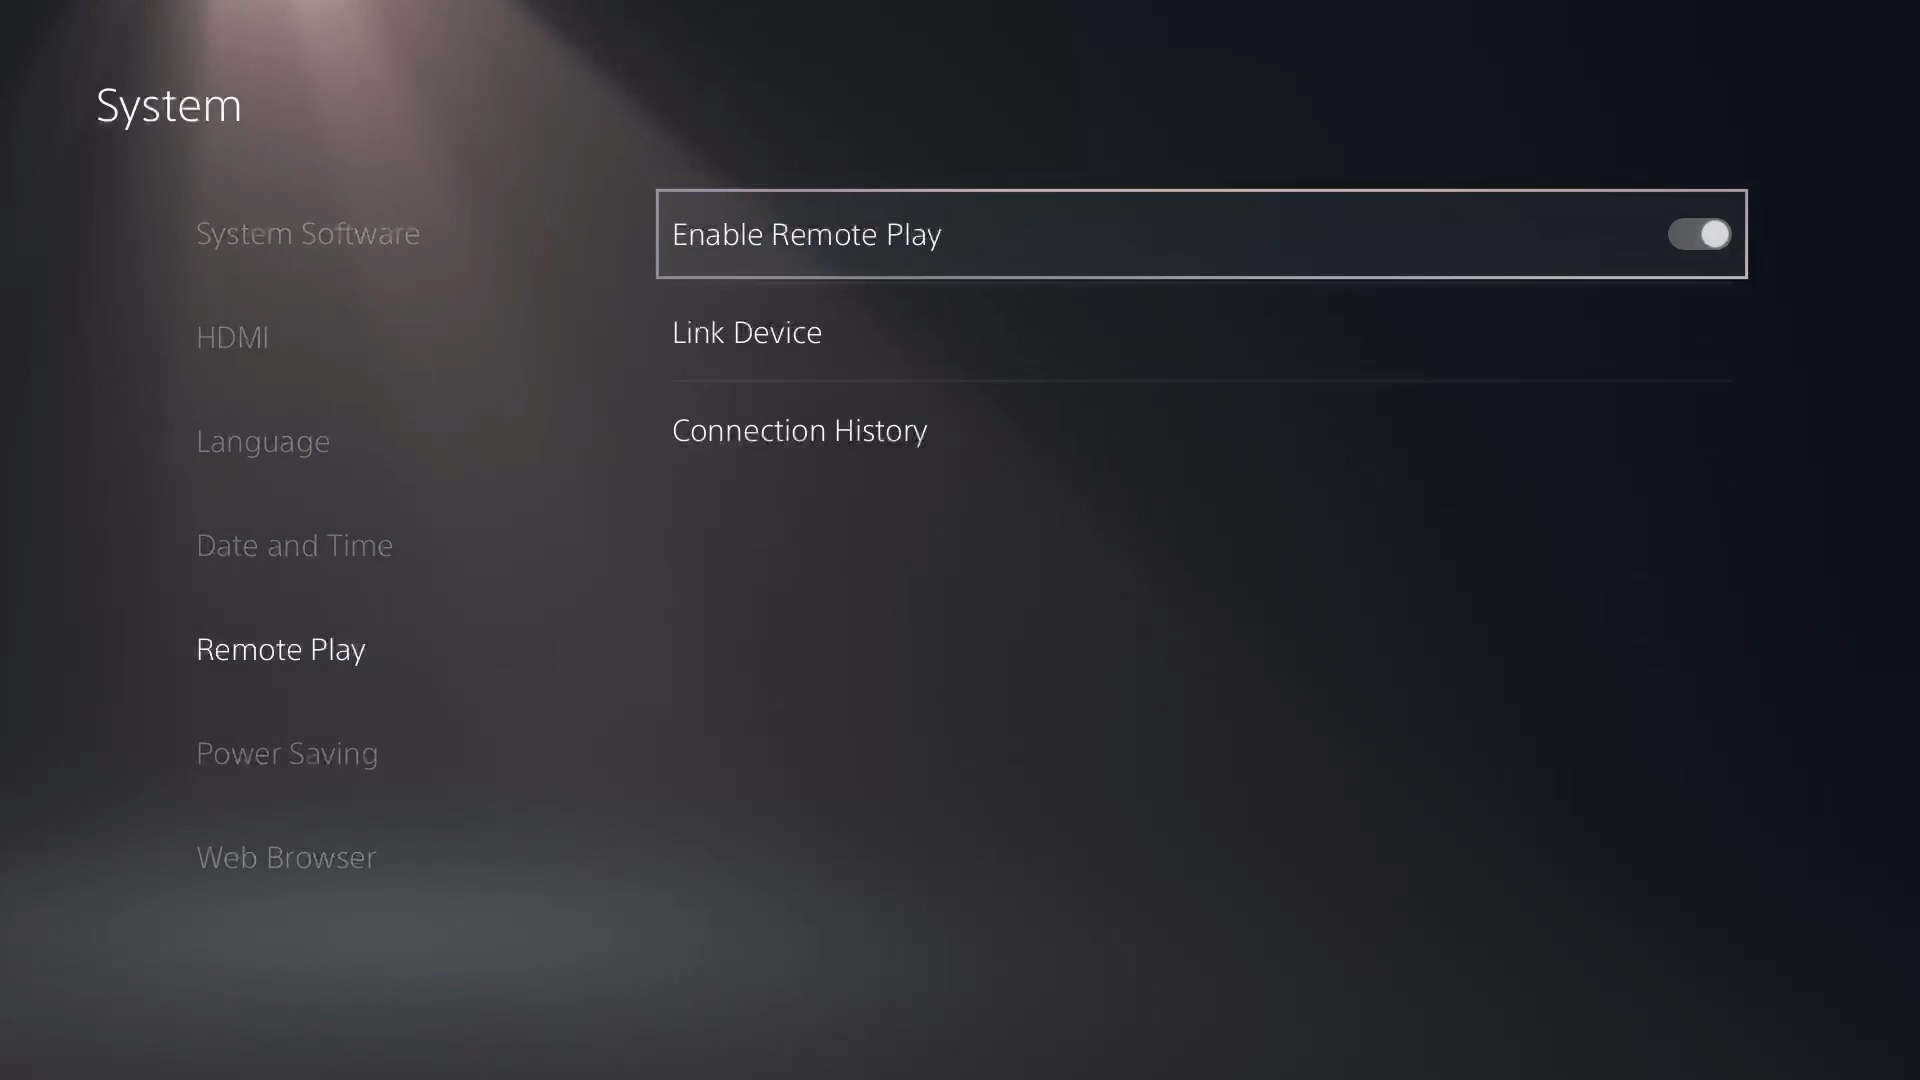 System
System Software
HDMI
Language
Date and Time
Remote Play
Power Saving
Web Browser
Enable Remote Play
Link Device
Connection History